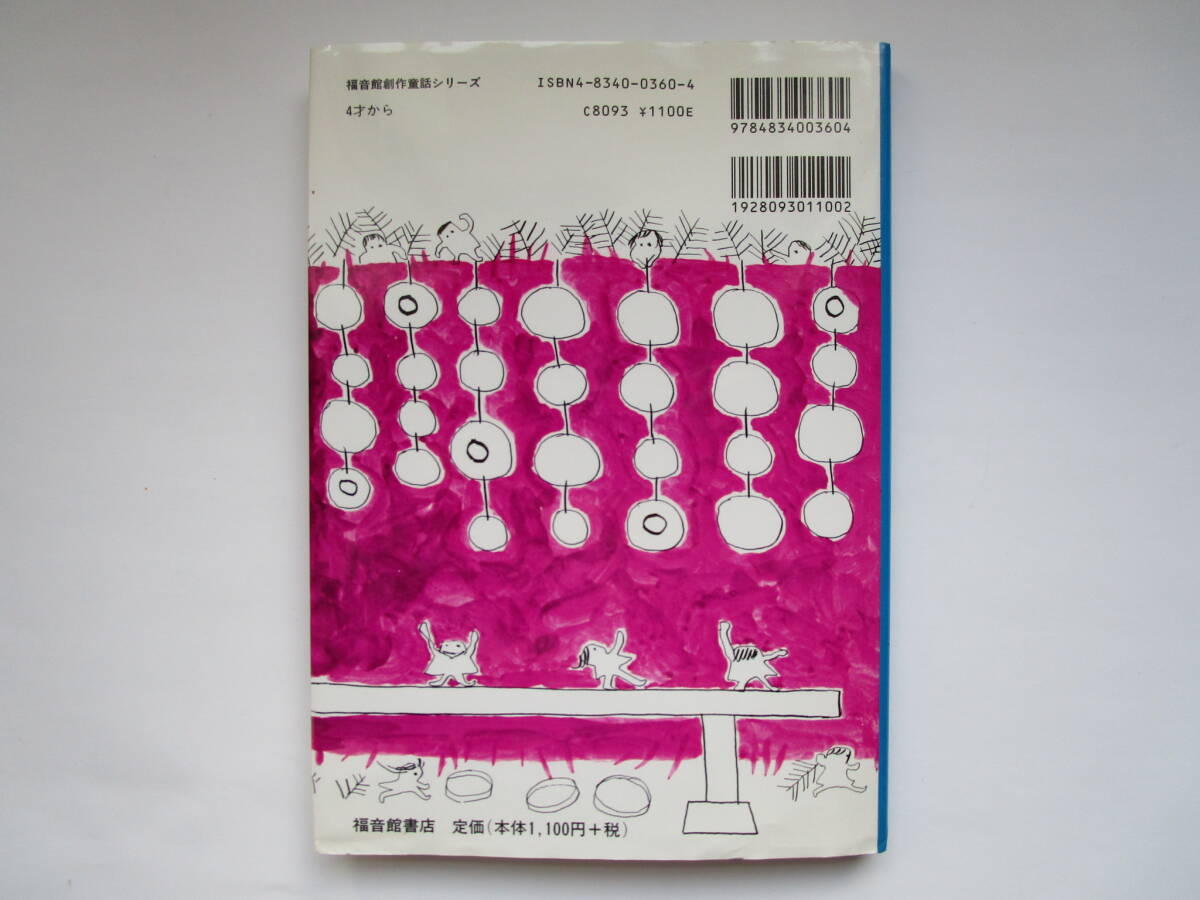 福音館創作童話シリーズ
4才から
ISBN4-8340-0360-4
C8093 ¥1100E
9784834003604
1928093011002
福音館書店 定価(本体1,100円+税)